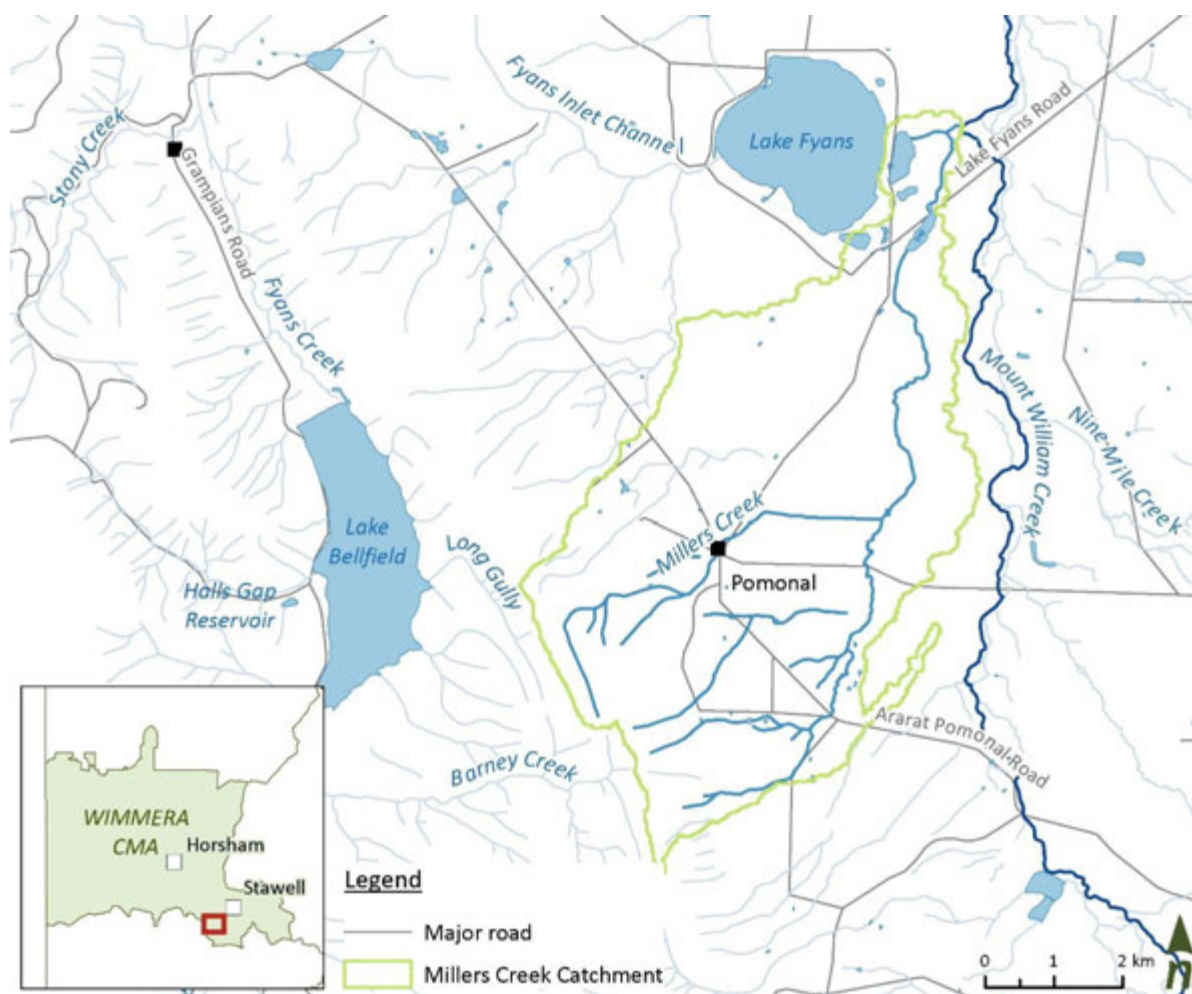 Fyans Inlet Channel
Lake Fyans
Lake Fyans Road
Stony Creek
Grampians Road
Fyans Creek
Mount William Creek
Nine-Mile Creek
Lake
Bellfield
Long Gully
Millers Creek
Pomonal
Halls Gap
Reservoir
Ararat Pomonal Road
Barney Creek
WIMMERA
CMA
Horsham
Stawell
Legend
Major road
Millers Creek Catchment
0 1 2 km
n